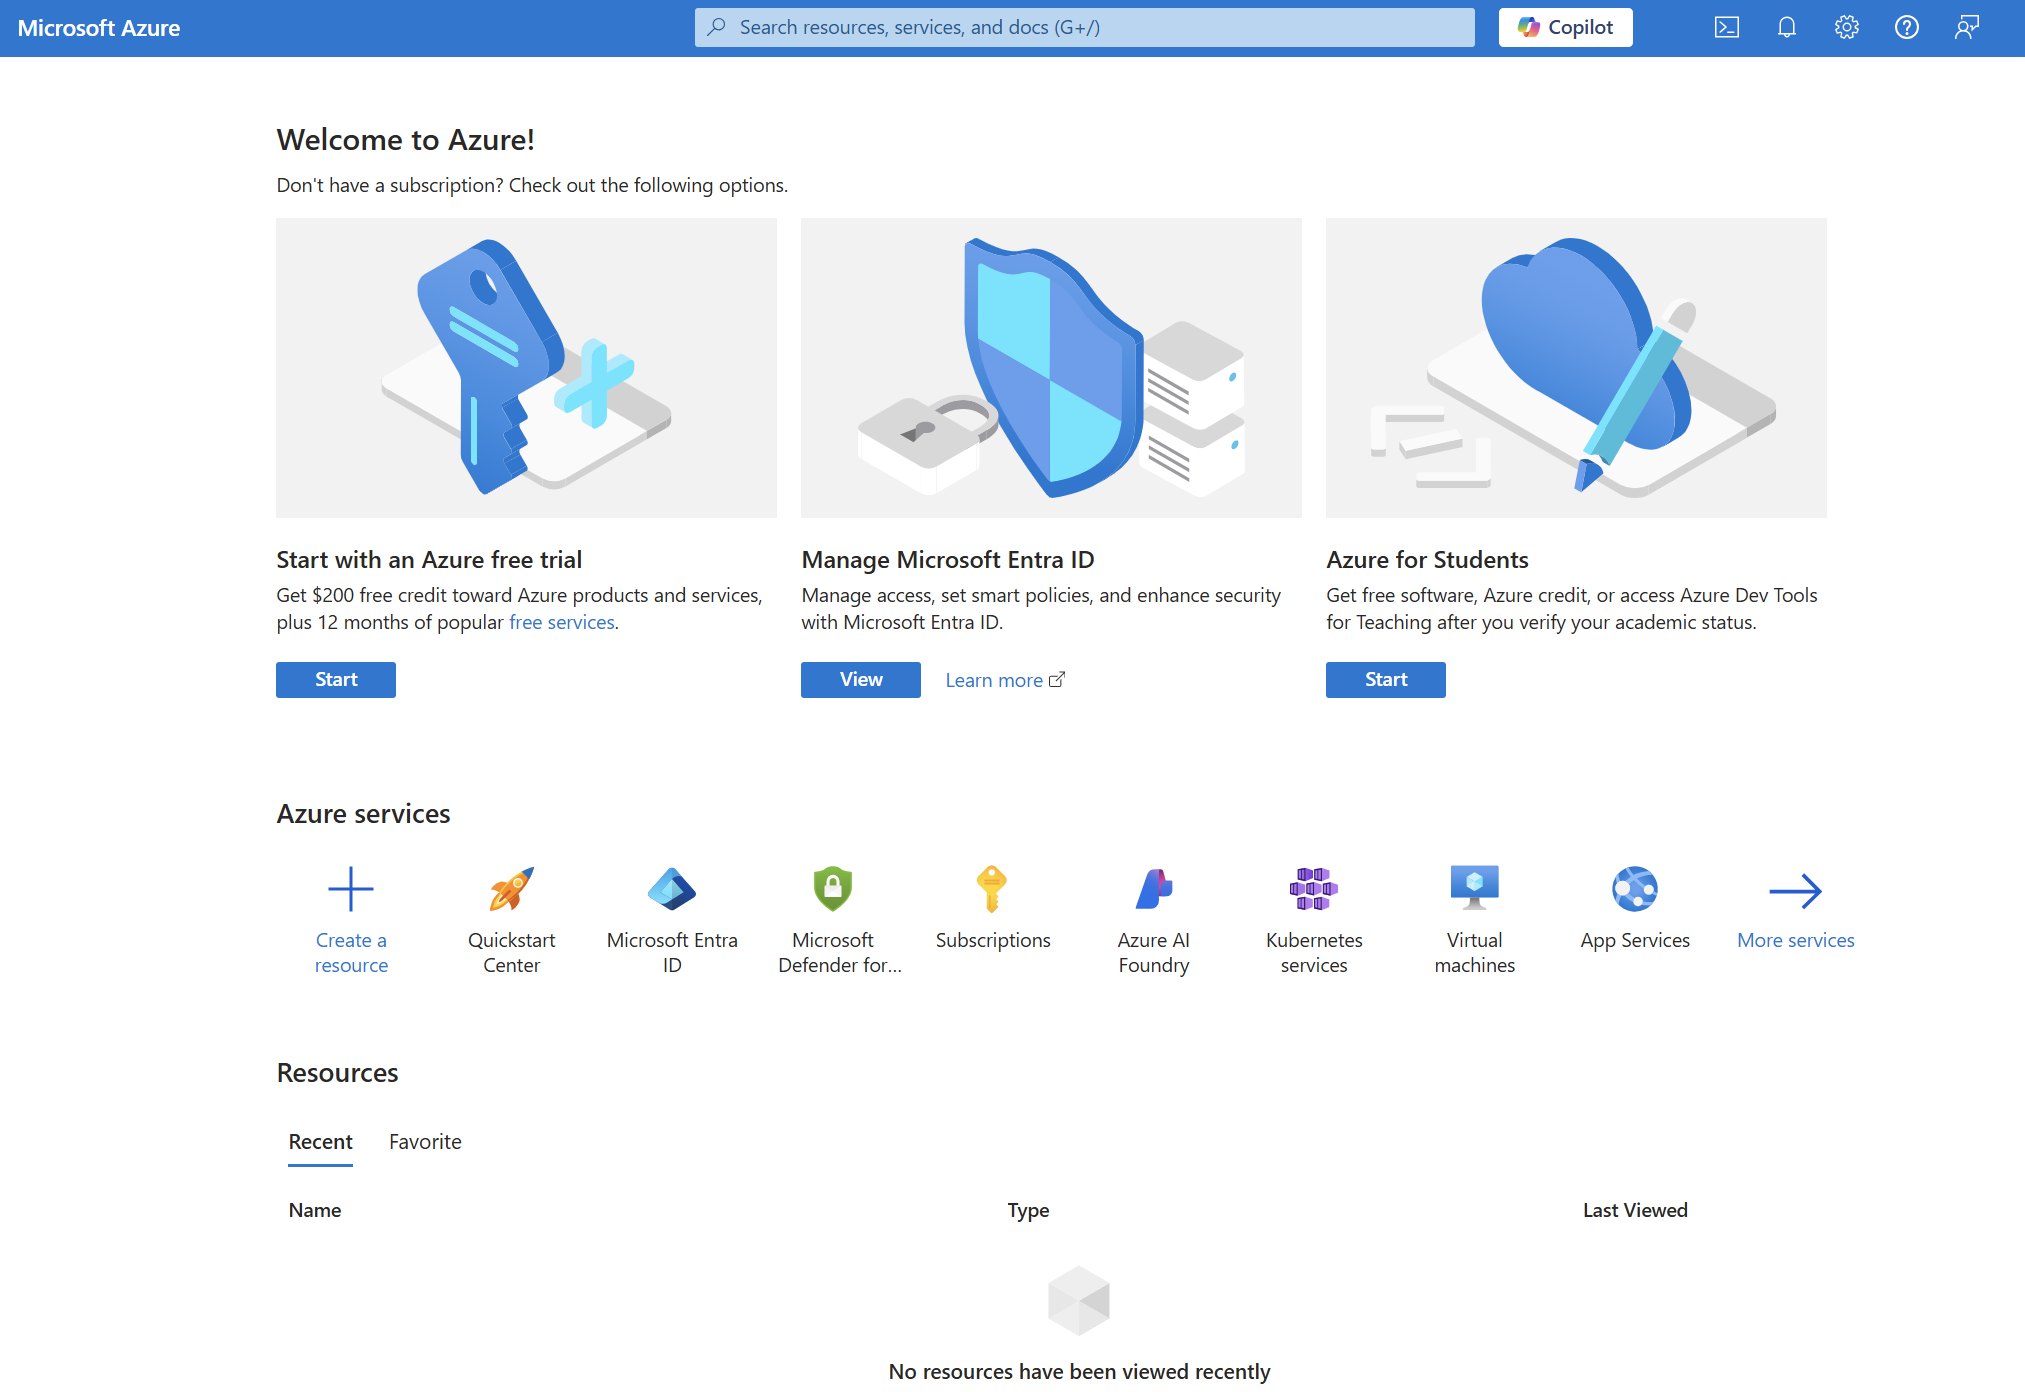 Microsoft Azure
Search resources, services, and docs (G+/)
Copilot
Welcome to Azure!
Don't have a subscription? Check out the following options.
Start with an Azure free trial
Get $200 free credit toward Azure products and services,
plus 12 months of popular free services.
Start
Manage Microsoft Entra ID
Manage access, set smart policies, and enhance security
with Microsoft Entra ID.
View
Learn more
Azure for Students
Get free software, Azure credit, or access Azure Dev Tools
for Teaching after you verify your academic status.
Start
Azure services
Create a
resource
Quickstart
Center
Microsoft Entra
ID
Microsoft
Defender for...
Subscriptions
Azure AI
Foundry
Kubernetes
services
Virtual
machines
App Services
More services
Resources
Recent
Favorite
Name
Type
Last Viewed
No resources have been viewed recently